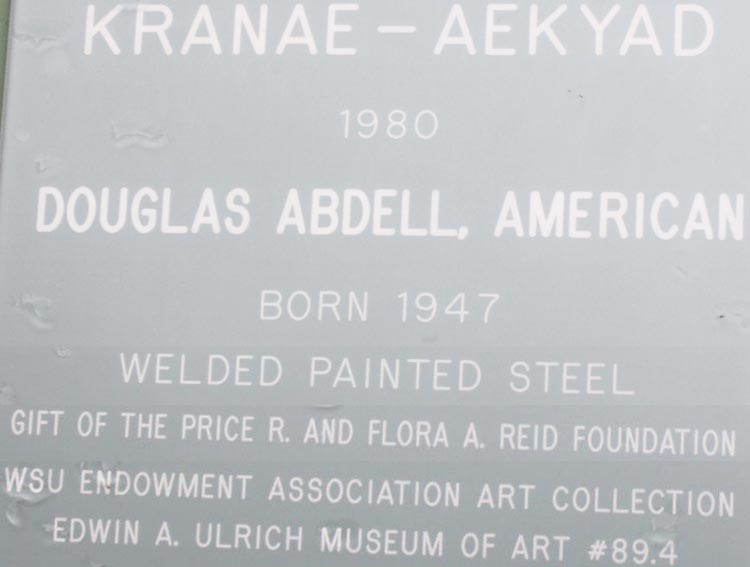 KRANAE – AEKYAD
1980
DOUGLAS ABDELL, AMERICAN
BORN 1947
WELDED PAINTED STEEL
GIFT OF THE PRICE R. AND FLORA A. REID FOUNDATION
WSU ENDOWMENT ASSOCIATION ART COLLECTION
EDWIN A. ULRICH MUSEUM OF ART #89.4